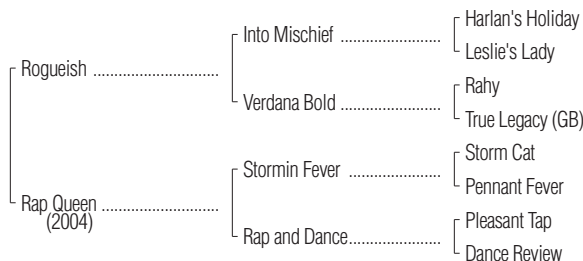 Harlan's Holiday
Into Mischief ....................
Leslie's Lady
Rogueish ..........................
Rahy
Verdana Bold ..................
True Legacy (GB)
Storm Cat
Stormin Fever ..................
Pennant Fever
Rap Queen ........................
(2004)
Pleasant Tap
Rap and Dance..................
Dance Review